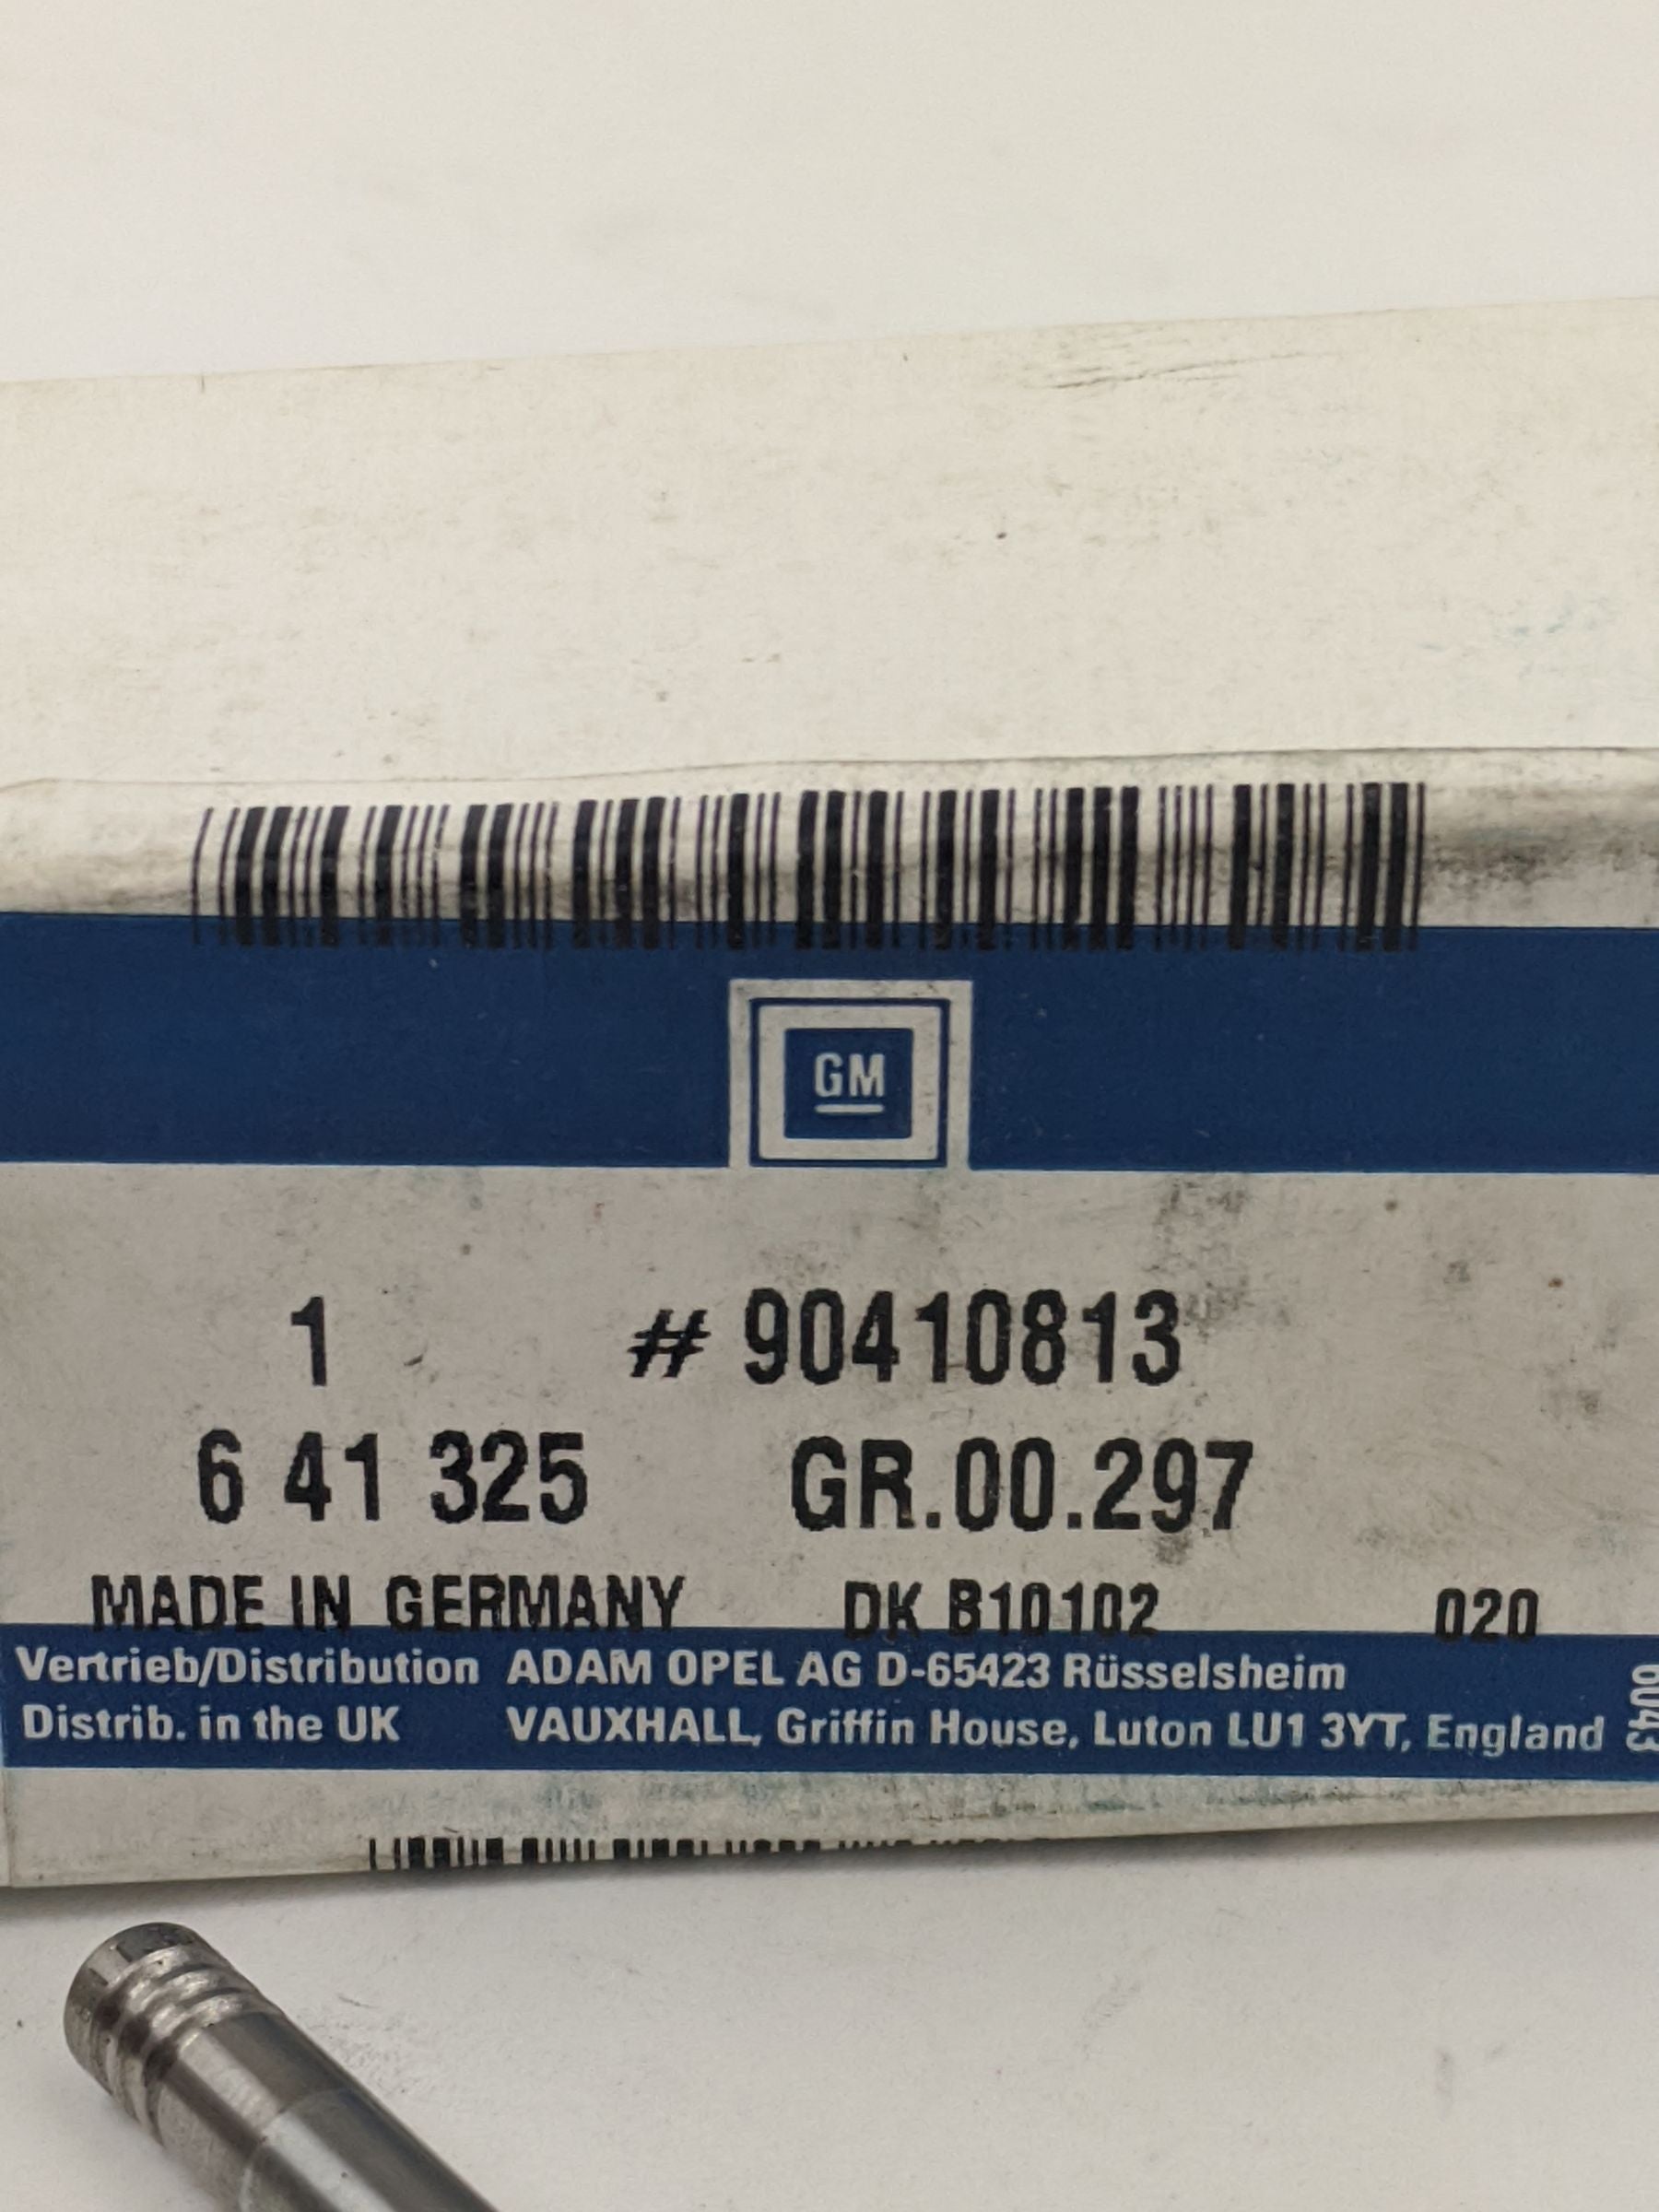 GM
1 # 90410813
6 41 325 GR.00.297
MADE IN GERMANY DK B10102 020
Vertrieb/Distribution ADAM OPEL AG D-65423 Rüsselsheim
Distrib. in the UK VAUXHALL, Griffin House, Luton LU1 3YT, England